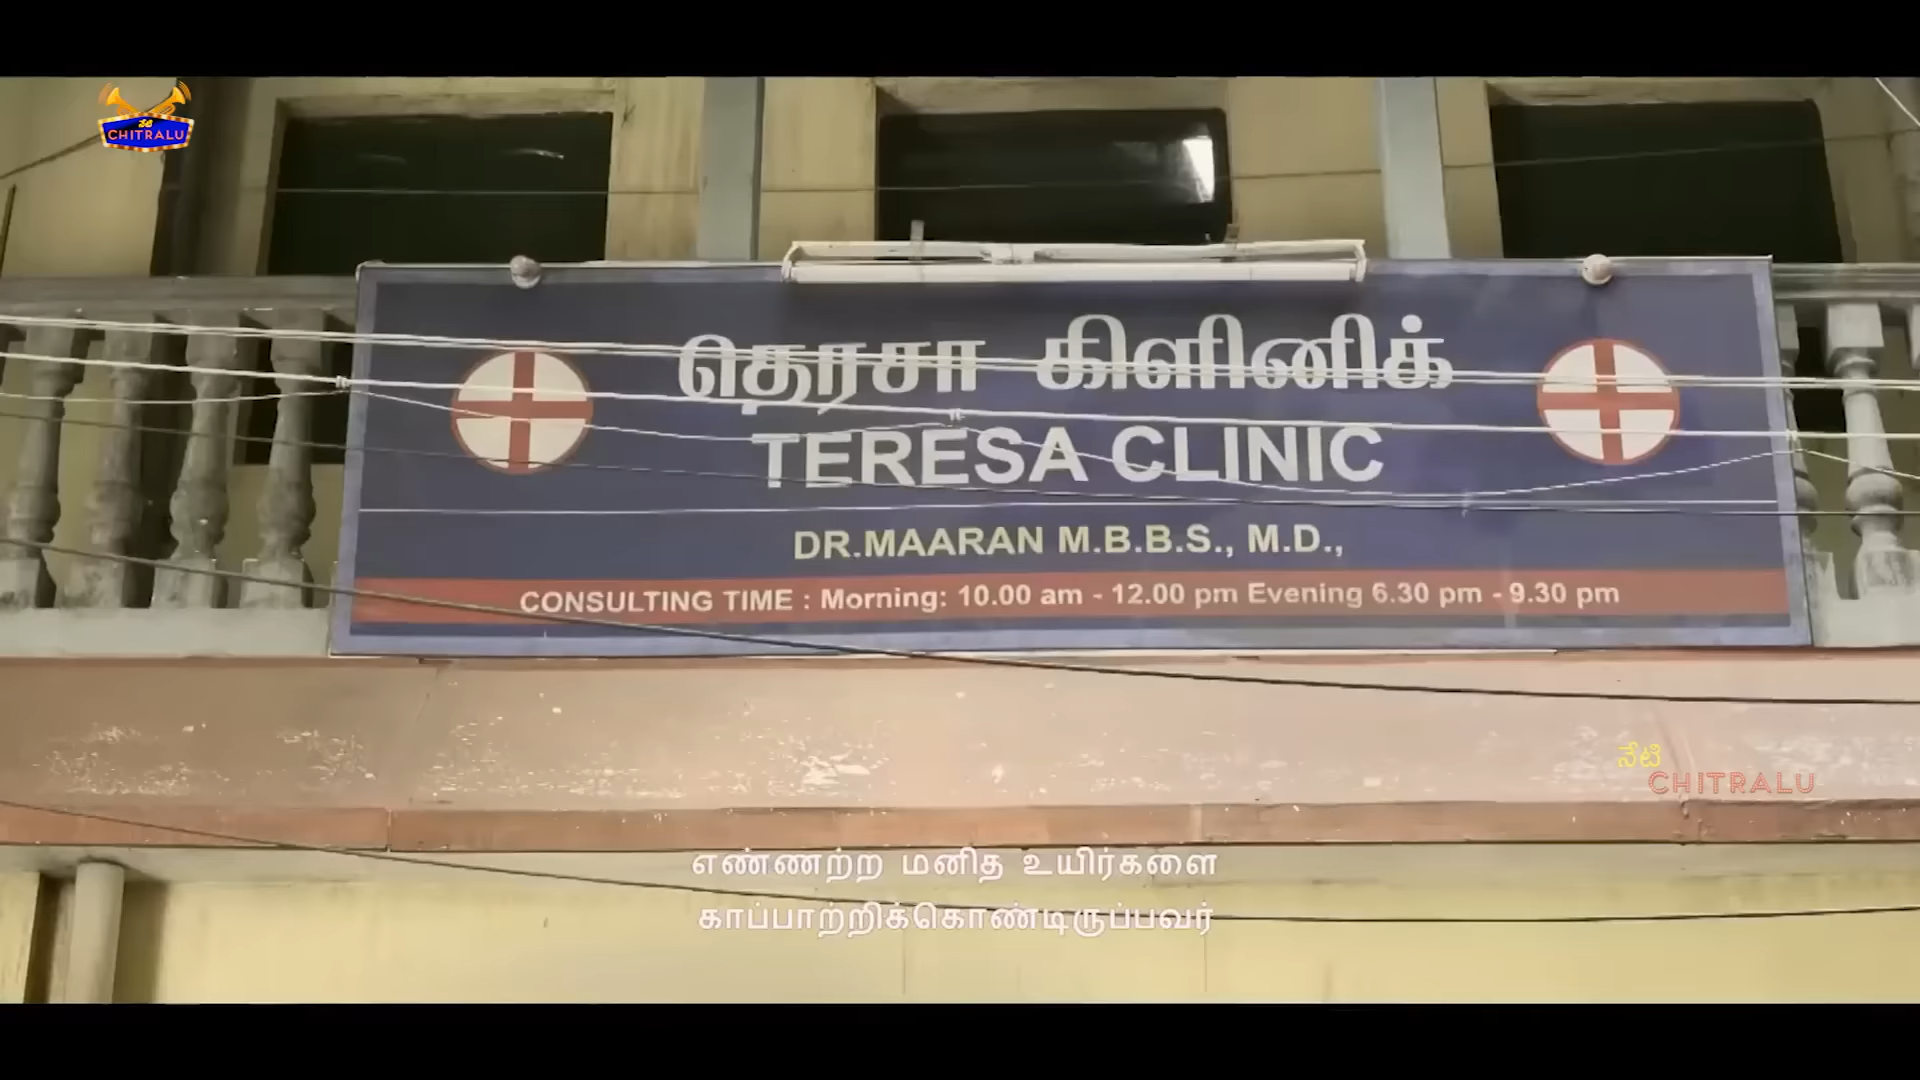 CHITRALU
தெரசா கிளினிக்
TERESA CLINIC
DR.MAARAN M.B.B.S., M.D.,
CONSULTING TIME : Morning: 10.00 am - 12.00 pm Evening 6.30 pm - 9.30 pm
నేటి
CHITRALU
எண்ணற்ற மனித உயிர்களை
காப்பாற்றிக்கொண்டிருப்பவர்